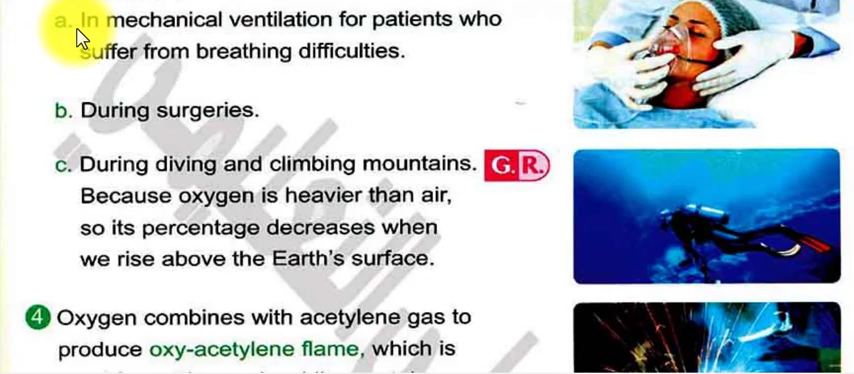 a. In mechanical ventilation for patients who
suffer from breathing difficulties.
b. During surgeries.
c. During diving and climbing mountains. G.R.
Because oxygen is heavier than air,
so its percentage decreases when
we rise above the Earth's surface.
4 Oxygen combines with acetylene gas to
produce oxy-acetylene flame, which is